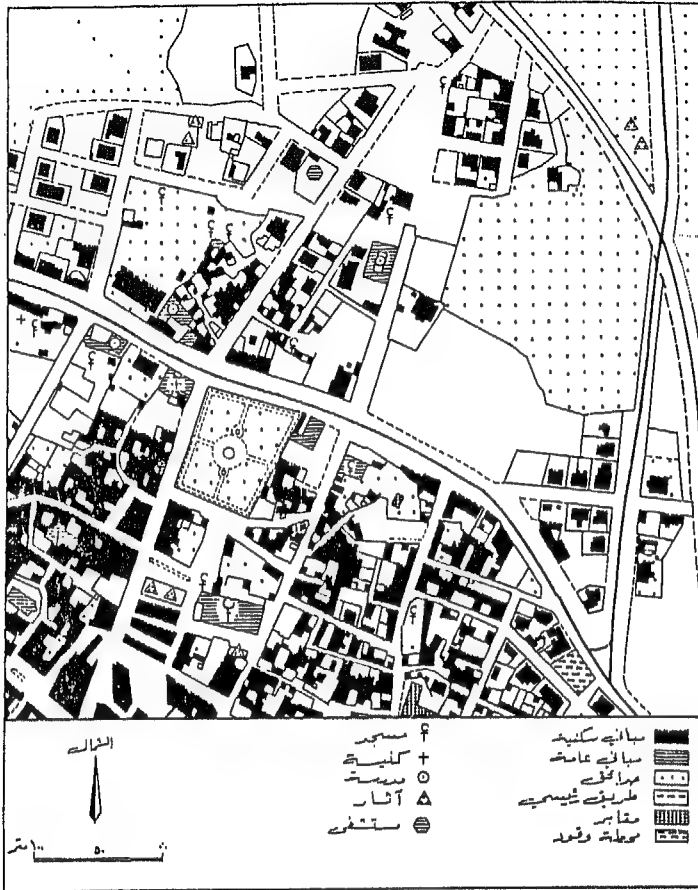 مباني سكنية
مباني عامة
حدائق
طريق رئيسي
مقابر
محطة وقود
مسجد
كنيسة
مدرسة
آثار
مستشفى
الشمال
٥٠ ١٠٠ متر